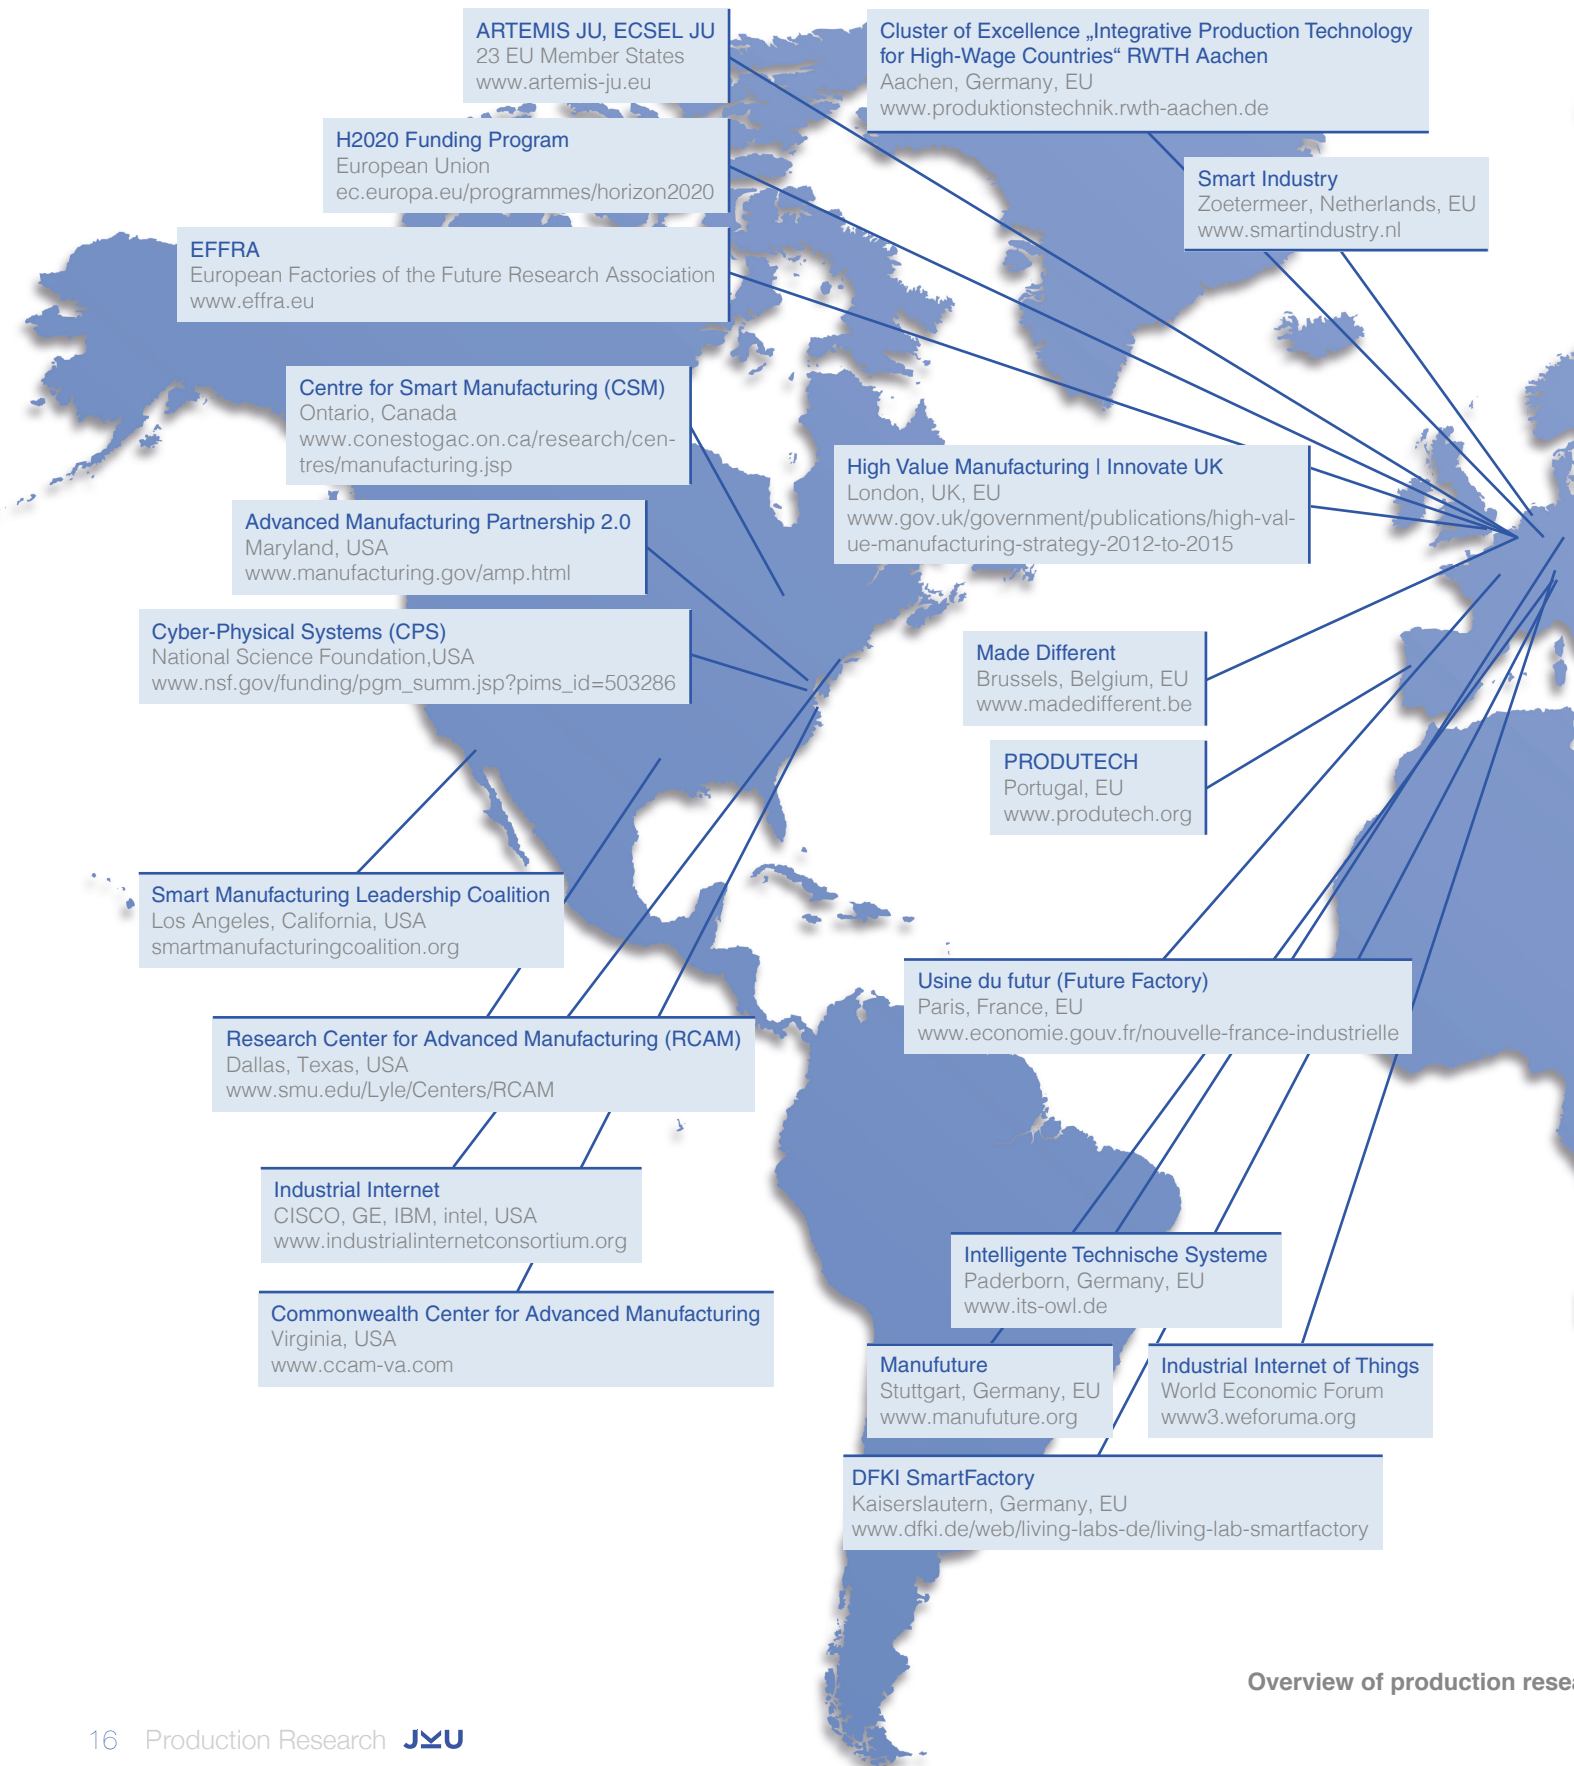 ARTEMIS JU, ECSEL JU
23 EU Member States
www.artemis-ju.eu
Cluster of Excellence „Integrative Production Technology
for High-Wage Countries“ RWTH Aachen
Aachen, Germany, EU
www.produktionstechnik.rwth-aachen.de
H2020 Funding Program
European Union
ec.europa.eu/programmes/horizon2020
Smart Industry
Zoetermeer, Netherlands, EU
www.smartindustry.nl
EFFRA
European Factories of the Future Research Association
www.effra.eu
Centre for Smart Manufacturing (CSM)
Ontario, Canada
www.conestogac.on.ca/research/cen-
tres/manufacturing.jsp
High Value Manufacturing | Innovate UK
London, UK, EU
www.gov.uk/government/publications/high-val-
ue-manufacturing-strategy-2012-to-2015
Advanced Manufacturing Partnership 2.0
Maryland, USA
www.manufacturing.gov/amp.html
Cyber-Physical Systems (CPS)
National Science Foundation,USA
www.nsf.gov/funding/pgm_summ.jsp?pims_id=503286
Made Different
Brussels, Belgium, EU
www.madedifferent.be
PRODUTECH
Portugal, EU
www.produtech.org
Smart Manufacturing Leadership Coalition
Los Angeles, California, USA
smartmanufacturingcoalition.org
Usine du futur (Future Factory)
Paris, France, EU
www.economie.gouv.fr/nouvelle-france-industrielle
Research Center for Advanced Manufacturing (RCAM)
Dallas, Texas, USA
www.smu.edu/Lyle/Centers/RCAM
Industrial Internet
CISCO, GE, IBM, intel, USA
www.industrialinternetconsortium.org
Intelligente Technische Systeme
Paderborn, Germany, EU
www.its-owl.de
Commonwealth Center for Advanced Manufacturing
Virginia, USA
www.ccam-va.com
Manufuture
Stuttgart, Germany, EU
www.manufuture.org
Industrial Internet of Things
World Economic Forum
www3.weforuma.org
DFKI SmartFactory
Kaiserslautern, Germany, EU
www.dfki.de/web/living-labs-de/living-lab-smartfactory
Overview of production resea
16 Production Research JKU